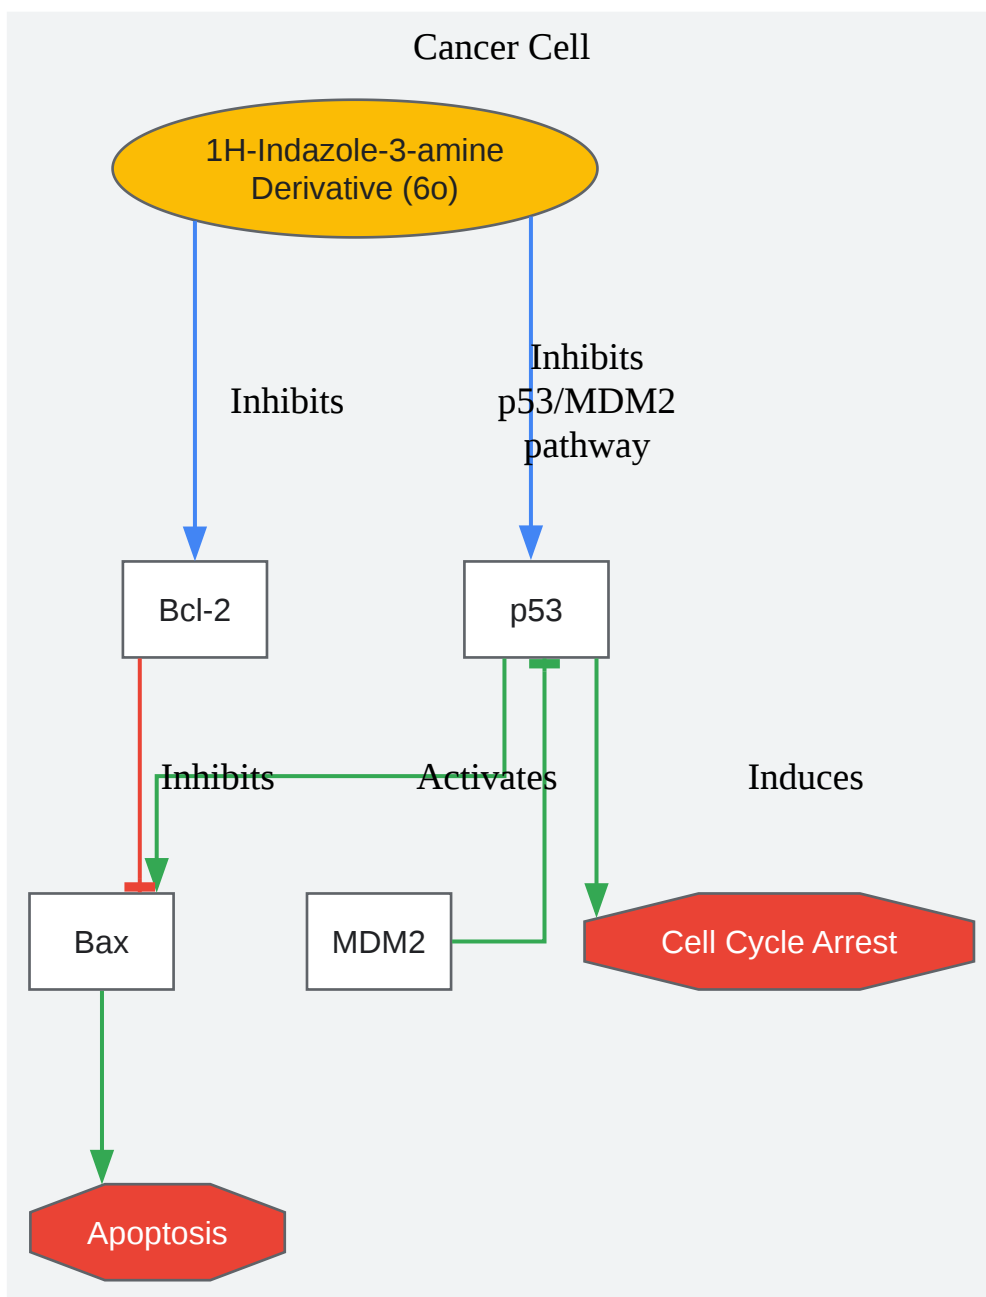 Cancer Cell
1H-Indazole-3-amine
Derivative (6o)
Inhibits
Inhibits
p53/MDM2
pathway
Bcl-2
p53
Inhibits
Activates
Induces
Bax
MDM2
Cell Cycle Arrest
Apoptosis